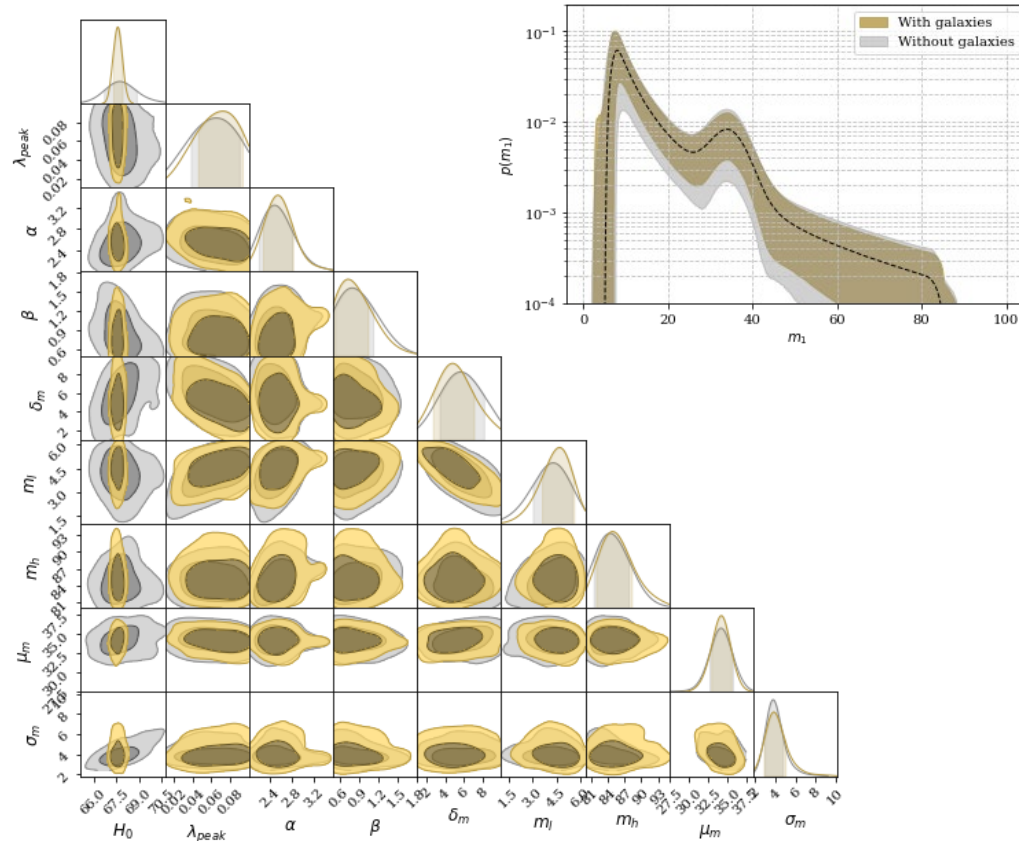 10⁻¹
10⁻²
10⁻³
10⁻⁴
p(m₁)
0 20 40 60 80 100
m₁
With galaxies
Without galaxies
λpeak
0.08
0.06
0.04
0.02
α
3.2
2.8
2.4
β
1.8
1.5
1.2
0.9
0.6
δm
8
6
4
2
ml
6.0
4.5
3.0
1.5
mh
93
90
87
84
81
μm
37.5
35.0
32.5
30.0
σm
10
8
6
4
2
66.0 67.5 69.0 70.5
0.02 0.04 0.06 0.08
2.4 2.8 3.2
0.6 0.9 1.2 1.5 1.8
2 4 6 8
1.5 3.0 4.5 6.0
81 84 87 90 93
30.0 32.5 35.0 37.5
2 4 6 8 10
H₀ λpeak α β δm ml mh μm σm